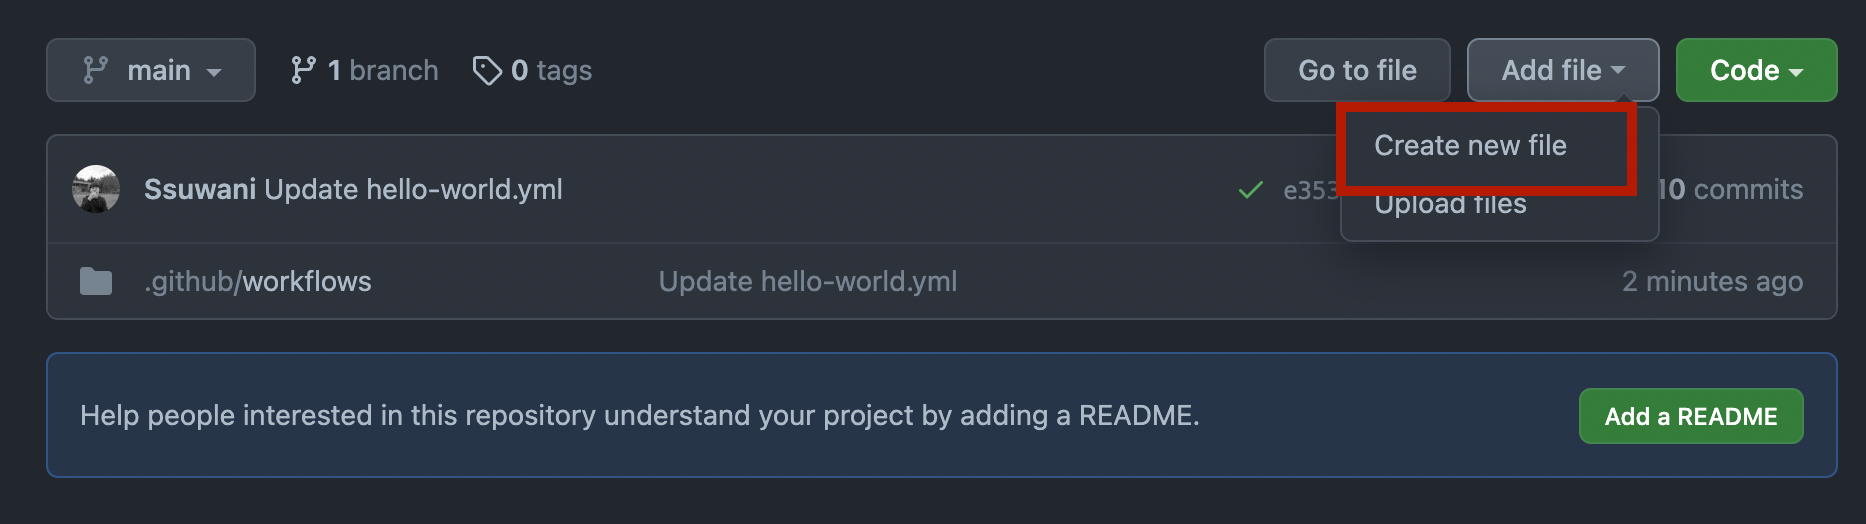 main
1 branch
0 tags
Go to file
Add file
Code
Create new file
Upload files
Ssuwani Update hello-world.yml
e353
10 commits
.github/workflows
Update hello-world.yml
2 minutes ago
Help people interested in this repository understand your project by adding a README.
Add a README